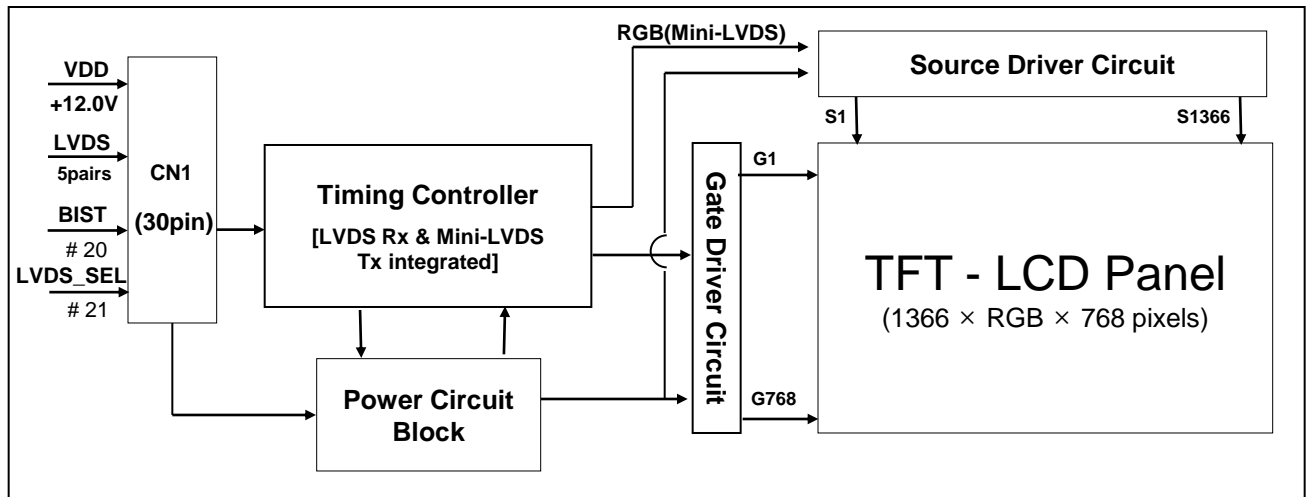 RGB(Mini-LVDS)
Source Driver Circuit
S1
S1366
VDD
+12.0V
LVDS
5pairs
BIST
# 20
LVDS_SEL
# 21
CN1
(30pin)
Timing Controller
[LVDS Rx & Mini-LVDS
Tx integrated]
Power Circuit
Block
Gate Driver Circuit
G1
G768
TFT - LCD Panel
(1366 × RGB × 768 pixels)